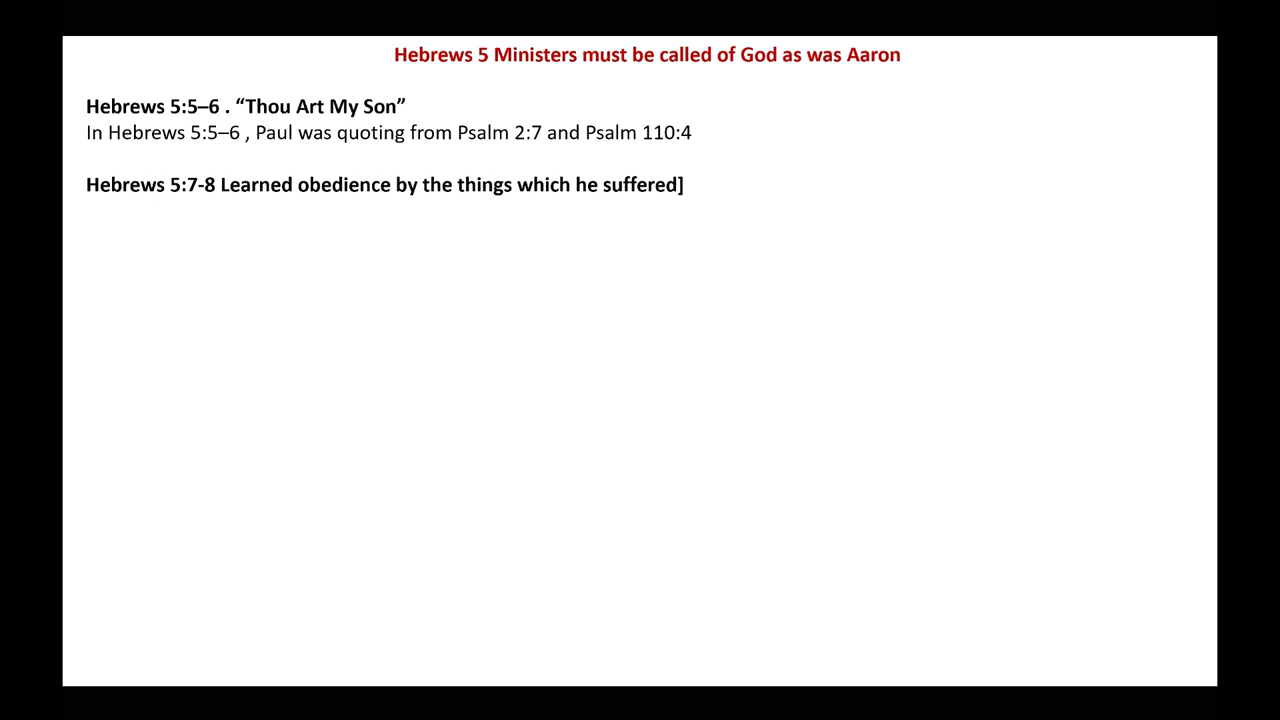 Hebrews 5 Ministers must be called of God as was Aaron
Hebrews 5:5–6 . “Thou Art My Son”
In Hebrews 5:5–6 , Paul was quoting from Psalm 2:7 and Psalm 110:4
Hebrews 5:7-8 Learned obedience by the things which he suffered]